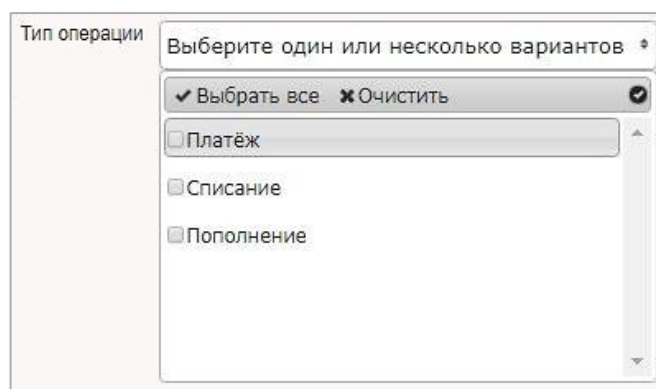 Тип операции
Выберите один или несколько вариантов
Выбрать все Очистить
Платёж
Списание
Пополнение